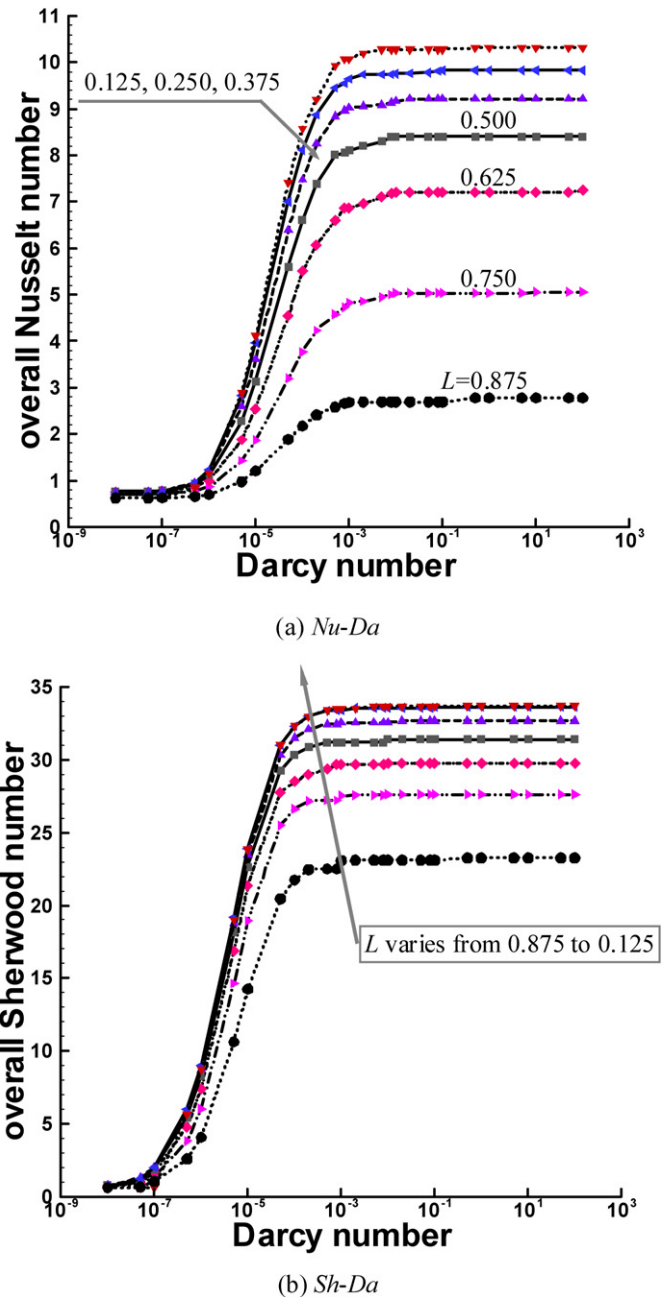 11
10
9
8
7
6
5
4
3
2
1
0
overall Nusselt number
0.125, 0.250, 0.375
0.500
0.625
0.750
L=0.875
10⁻⁹ 10⁻⁷ 10⁻⁵ 10⁻³ 10⁻¹ 10¹ 10³
Darcy number
(a) Nu-Da
35
30
25
20
15
10
5
0
overall Sherwood number
L varies from 0.875 to 0.125
10⁻⁹ 10⁻⁷ 10⁻⁵ 10⁻³ 10⁻¹ 10¹ 10³
Darcy number
(b) Sh-Da